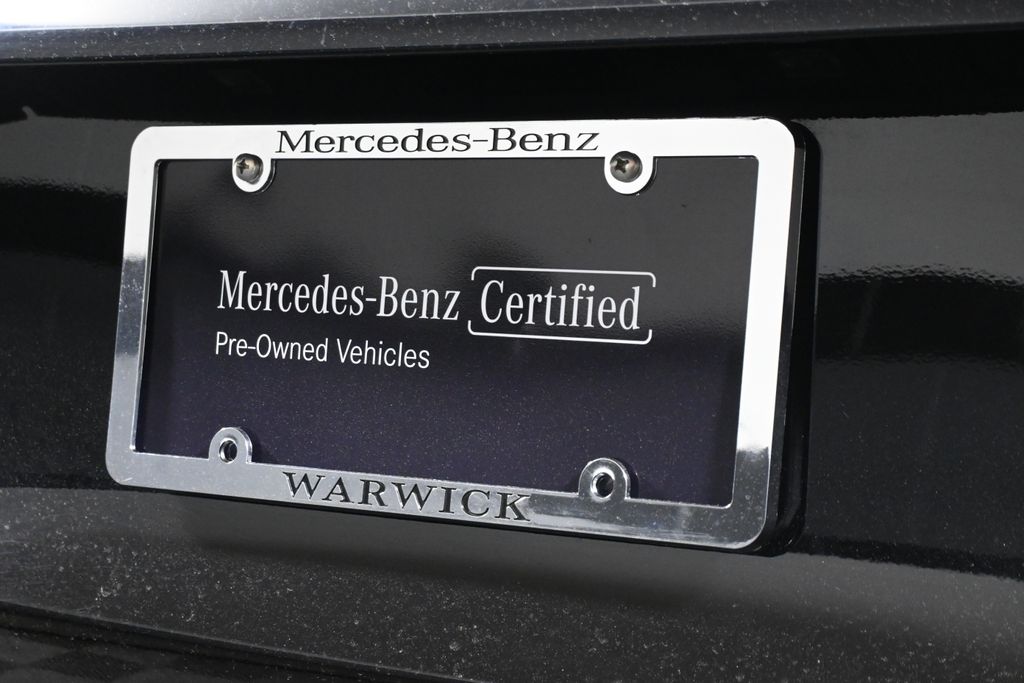 Mercedes-Benz
Mercedes-Benz Certified
Pre-Owned Vehicles
WARWICK